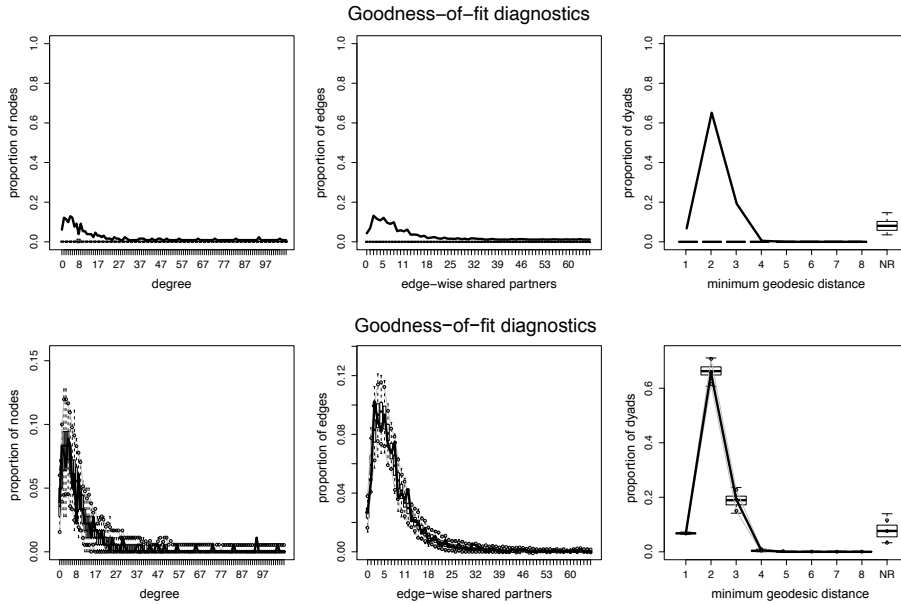 Goodness−of−fit diagnostics
proportion of nodes
1.0
0.8
0.6
0.4
0.2
0.0
0 8 17 27 37 47 57 67 77 87 97
degree
proportion of edges
1.0
0.8
0.6
0.4
0.2
0.0
0 5 11 18 25 32 39 46 53 60
edge−wise shared partners
proportion of dyads
1.0
0.8
0.6
0.4
0.2
0.0
1 2 3 4 5 6 7 8 NR
minimum geodesic distance
Goodness−of−fit diagnostics
proportion of nodes
0.15
0.10
0.05
0.00
0 8 17 27 37 47 57 67 77 87 97
degree
proportion of edges
0.12
0.08
0.04
0.00
0 5 11 18 25 32 39 46 53 60
edge−wise shared partners
proportion of dyads
0.6
0.4
0.2
0.0
1 2 3 4 5 6 7 8 NR
minimum geodesic distance